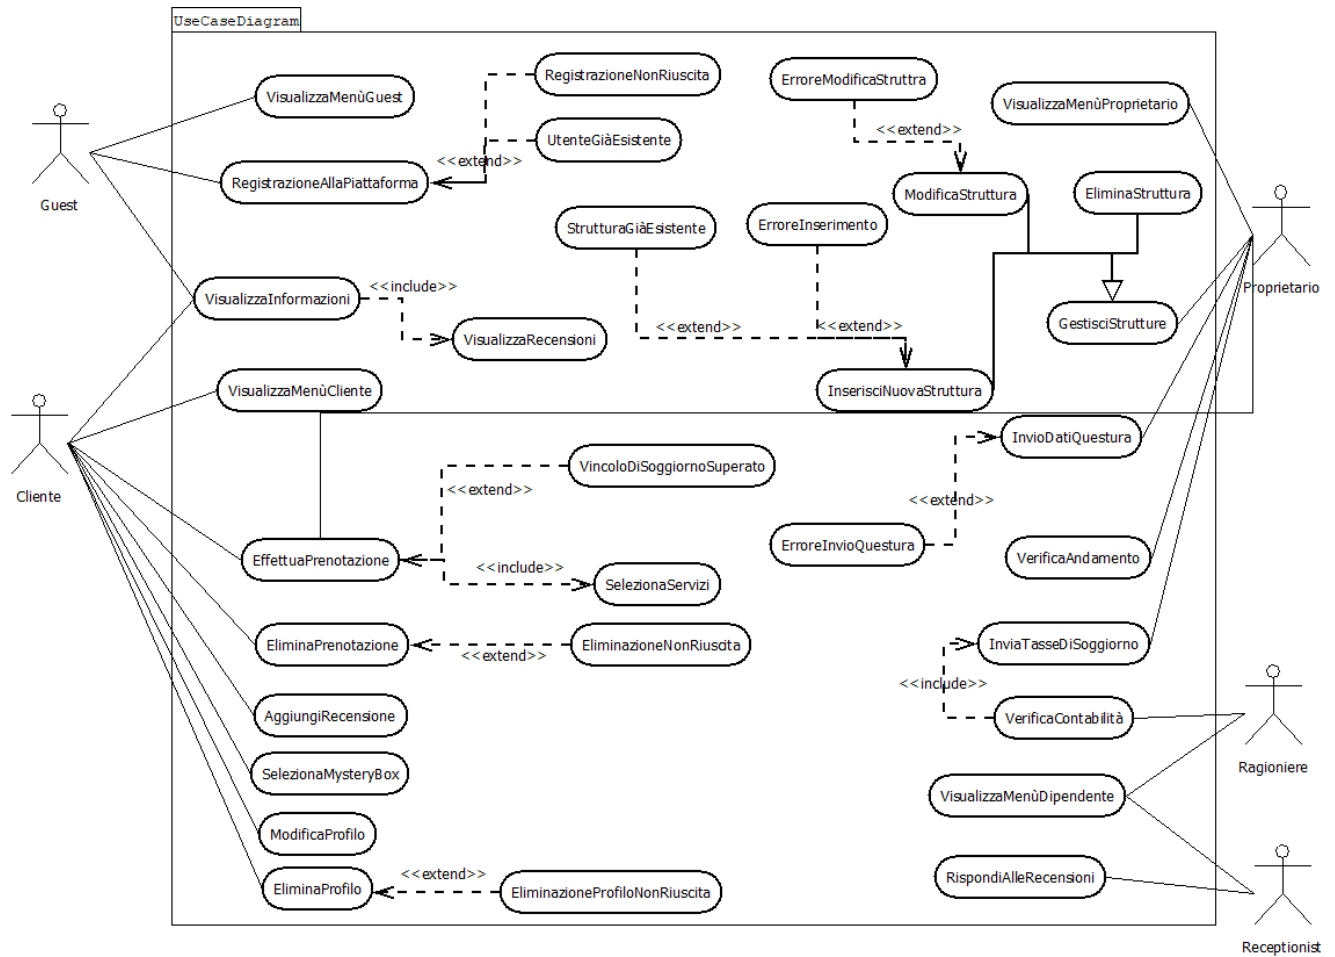 UseCaseDiagram
RegistrazioneNonRiuscita
ErroreModificaStruttra
VisualizzaMenùGuest
VisualizzaMenùProprietario
<<extend>>
UtenteGiàEsistente
<<extend>>
RegistrazioneAllaPiattaforma
ModificaStruttura
EliminaStruttura
Guest
StrutturaGiàEsistente
ErroreInserimento
Proprietario
<<include>>
VisualizzaInformazioni
<<extend>>
<<extend>>
GestisciStrutture
VisualizzaRecensioni
VisualizzaMenùCliente
InserisciNuovaStruttura
InvioDatiQuestura
VincoloDiSoggiornoSuperato
<<extend>>
Cliente
<<extend>>
ErroreInvioQuestura
EffettuaPrenotazione
<<include>>
VerificaAndamento
SelezionaServizi
EliminaPrenotazione
<<extend>>
EliminazioneNonRiuscita
InviaTasseDiSoggiorno
<<include>>
AggiungiRecensione
VerificaContabilità
Ragioniere
SelezionaMysteryBox
VisualizzaMenùDipendente
ModificaProfilo
<<extend>>
RispondiAlleRecensioni
EliminaProfilo
EliminazioneProfiloNonRiuscita
Receptionist